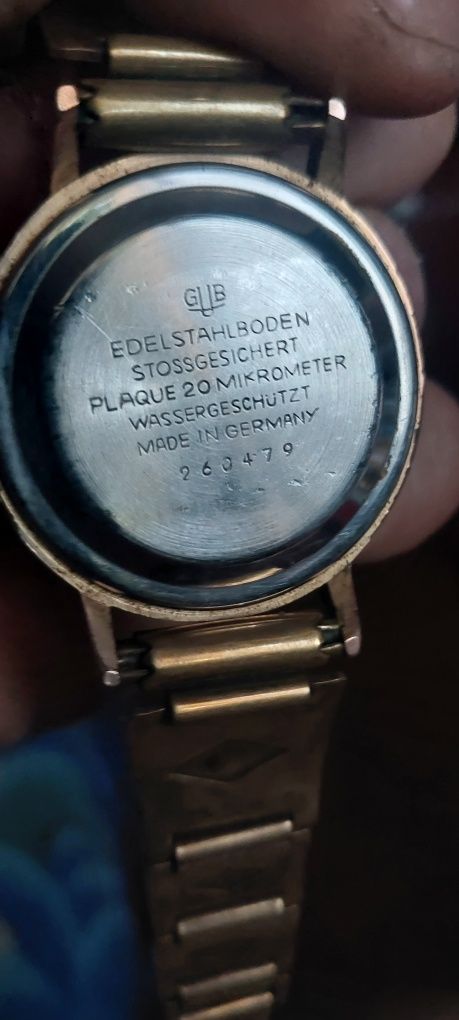 GUB
EDELSTAHLBODEN
STOSSGESICHERT
PLAQUE 20 MIKROMETER
WASSERGESCHÜTZT
MADE IN GERMANY
260479